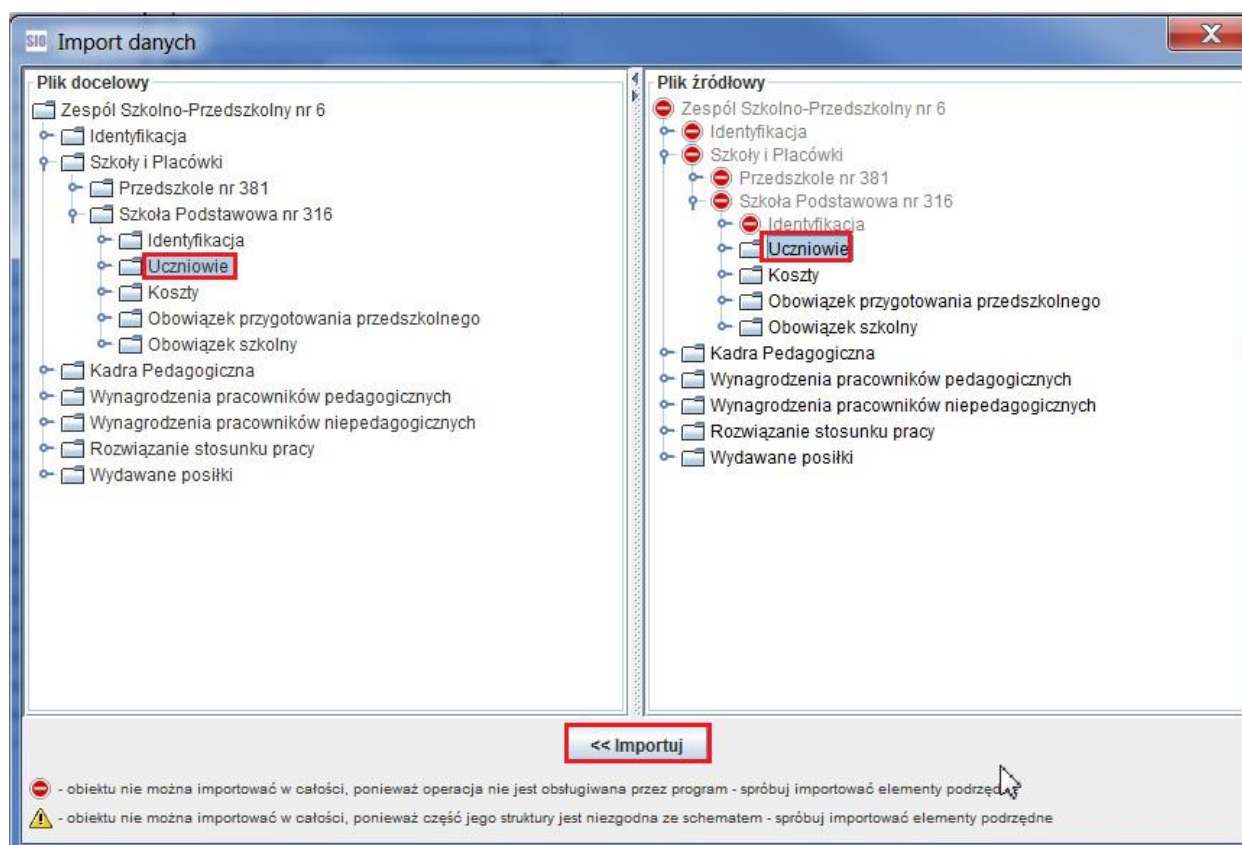 SIO Import danych
X
Plik docelowy
Zespół Szkolno-Przedszkolny nr 6
Identyfikacja
Szkoły i Placówki
Przedszkole nr 381
Szkoła Podstawowa nr 316
Identyfikacja
Uczniowie
Koszty
Obowiązek przygotowania przedszkolnego
Obowiązek szkolny
Kadra Pedagogiczna
Wynagrodzenia pracowników pedagogicznych
Wynagrodzenia pracowników niepedagogicznych
Rozwiązanie stosunku pracy
Wydawane posiłki
Plik źródłowy
Zespół Szkolno-Przedszkolny nr 6
Identyfikacja
Szkoły i Placówki
Przedszkole nr 381
Szkoła Podstawowa nr 316
Identyfikacja
Uczniowie
Koszty
Obowiązek przygotowania przedszkolnego
Obowiązek szkolny
Kadra Pedagogiczna
Wynagrodzenia pracowników pedagogicznych
Wynagrodzenia pracowników niepedagogicznych
Rozwiązanie stosunku pracy
Wydawane posiłki
<< Importuj
- obiektu nie można importować w całości, ponieważ operacja nie jest obsługiwana przez program - spróbuj importować elementy
- obiektu nie można importować w całości, ponieważ część jego struktury jest niezgodna ze schematem - spróbuj importować elementy podrzędne